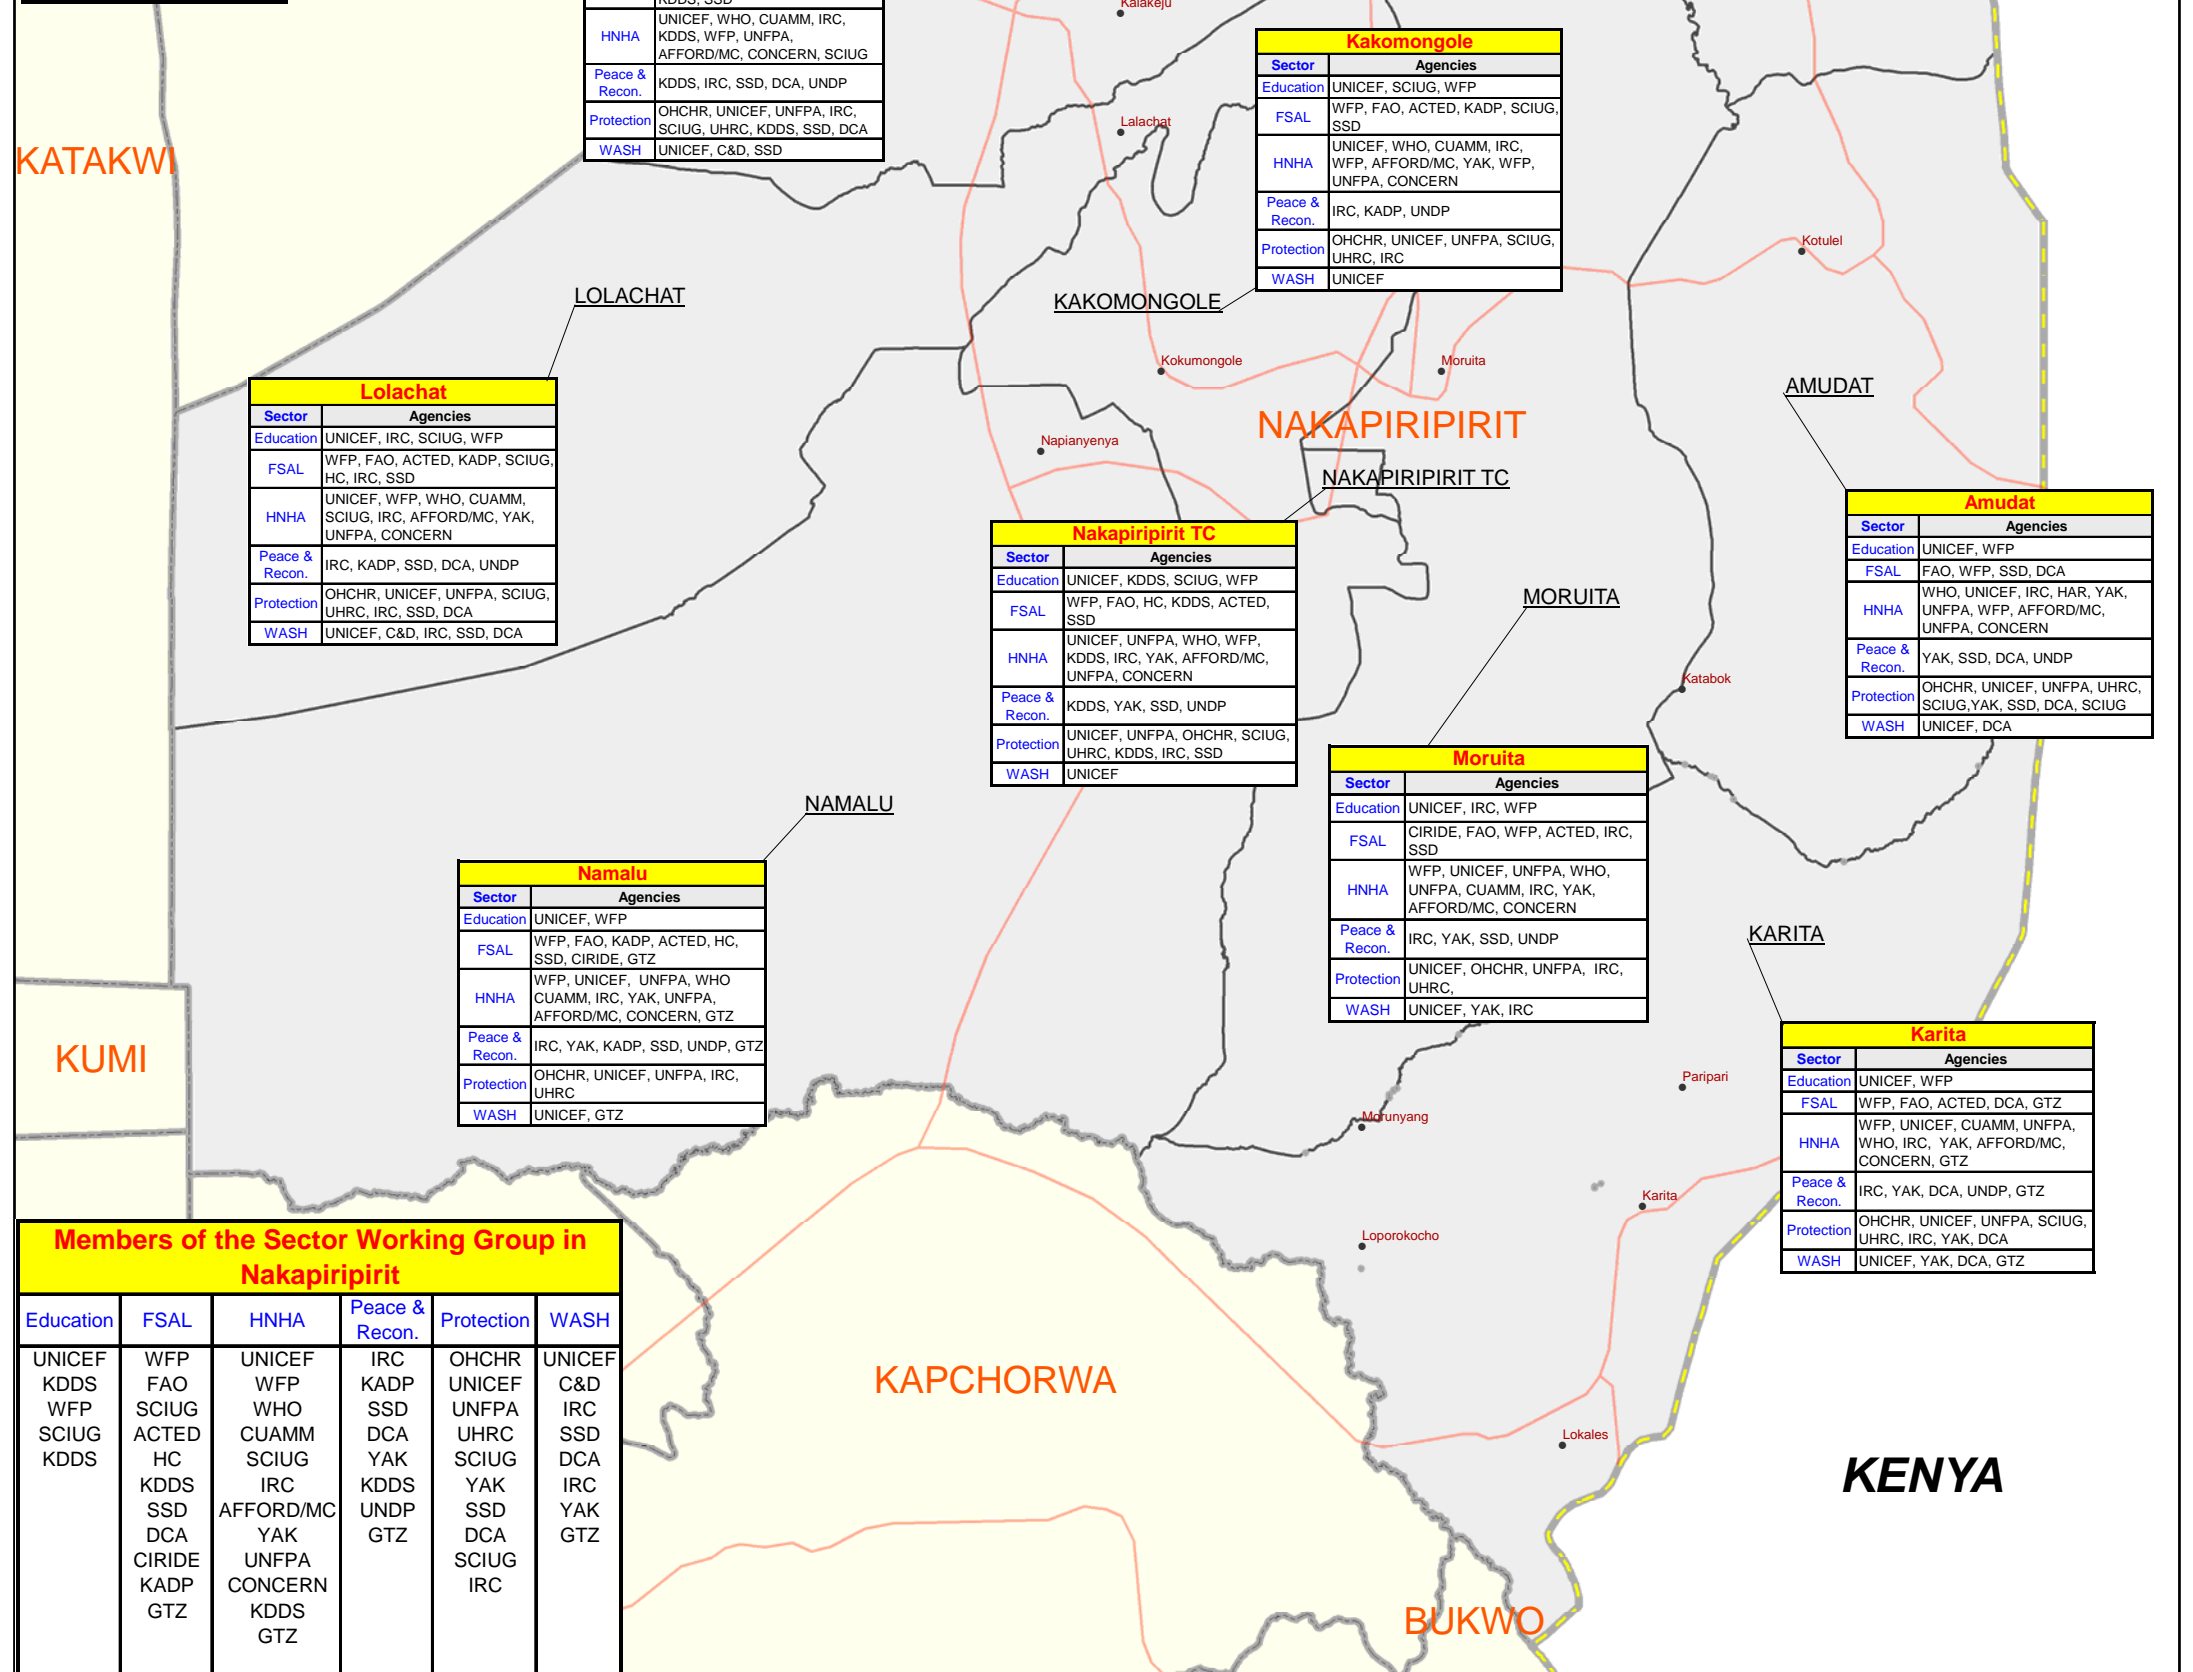 KDDS, SSD
HNHA
UNICEF, WHO, CUAMM, IRC,
KDDS, WFP, UNFPA,
AFFORD/MC, CONCERN, SCIUG
Peace &
Recon.
KDDS, IRC, SSD, DCA, UNDP
Protection
OHCHR, UNICEF, UNFPA, IRC,
SCIUG, UHRC, KDDS, SSD, DCA
WASH
UNICEF, C&D, SSD
Kalakeju
Lalachat
KATAKWI
Kakomongole
Sector Agencies
Education UNICEF, SCIUG, WFP
FSAL
WFP, FAO, ACTED, KADP, SCIUG,
SSD
HNHA
UNICEF, WHO, CUAMM, IRC,
WFP, AFFORD/MC, YAK, WFP,
UNFPA, CONCERN
Peace &
Recon.
IRC, KADP, UNDP
Protection
OHCHR, UNICEF, UNFPA, SCIUG,
UHRC, IRC
WASH UNICEF
Kotulel
LOLACHAT
KAKOMONGOLE
Kokumongole
Moruita
AMUDAT
Lolachat
Sector Agencies
Education UNICEF, IRC, SCIUG, WFP
FSAL
WFP, FAO, ACTED, KADP, SCIUG,
HC, IRC, SSD
HNHA
UNICEF, WFP, WHO, CUAMM,
SCIUG, IRC, AFFORD/MC, YAK,
UNFPA, CONCERN
Peace &
Recon.
IRC, KADP, SSD, DCA, UNDP
Protection
OHCHR, UNICEF, UNFPA, SCIUG,
UHRC, IRC, SSD, DCA
WASH UNICEF, C&D, IRC, SSD, DCA
NAKAPIRIPIRIT
Napianyenya
NAKAPIRIPIRIT TC
Nakapiripirit TC
Sector Agencies
Education UNICEF, KDDS, SCIUG, WFP
FSAL
WFP, FAO, HC, KDDS, ACTED,
SSD
HNHA
UNICEF, UNFPA, WHO, WFP,
KDDS, IRC, YAK, AFFORD/MC,
UNFPA, CONCERN
Peace &
Recon.
KDDS, YAK, SSD, UNDP
Protection
UNICEF, UNFPA, OHCHR, SCIUG,
UHRC, KDDS, IRC, SSD
WASH UNICEF
Amudat
Sector Agencies
Education UNICEF, WFP
FSAL FAO, WFP, SSD, DCA
HNHA
WHO, UNICEF, IRC, HAR, YAK,
UNFPA, WFP, AFFORD/MC,
UNFPA, CONCERN
Peace &
Recon.
YAK, SSD, DCA, UNDP
Protection
OHCHR, UNICEF, UNFPA, UHRC,
SCIUG,YAK, SSD, DCA, SCIUG
WASH UNICEF, DCA
MORUITA
Katabok
Moruita
Sector Agencies
Education UNICEF, IRC, WFP
FSAL
CIRIDE, FAO, WFP, ACTED, IRC,
SSD
HNHA
WFP, UNICEF, UNFPA, WHO,
UNFPA, CUAMM, IRC, YAK,
AFFORD/MC, CONCERN
Peace &
Recon.
IRC, YAK, SSD, UNDP
Protection
UNICEF, OHCHR, UNFPA, IRC,
UHRC,
WASH UNICEF, YAK, IRC
NAMALU
Namalu
Sector Agencies
Education UNICEF, WFP
FSAL
WFP, FAO, KADP, ACTED, HC,
SSD, CIRIDE, GTZ
HNHA
WFP, UNICEF, UNFPA, WHO
CUAMM, IRC, YAK, UNFPA,
AFFORD/MC, CONCERN, GTZ
Peace &
Recon.
IRC, YAK, KADP, SSD, UNDP, GTZ
Protection
OHCHR, UNICEF, UNFPA, IRC,
UHRC
WASH UNICEF, GTZ
KARITA
KUMI
Karita
Sector Agencies
Education UNICEF, WFP
FSAL WFP, FAO, ACTED, DCA, GTZ
HNHA
WFP, UNICEF, CUAMM, UNFPA,
WHO, IRC, YAK, AFFORD/MC,
CONCERN, GTZ
Peace &
Recon.
IRC, YAK, DCA, UNDP, GTZ
Protection
OHCHR, UNICEF, UNFPA, SCIUG,
UHRC, IRC, YAK, DCA
WASH UNICEF, YAK, DCA, GTZ
Paripari
Morunyang
Karita
Loporokocho
Members of the Sector Working Group in
Nakapiripirit
Education FSAL HNHA Peace & Recon. Protection WASH
UNICEF WFP UNICEF IRC OHCHR UNICEF
KDDS FAO WFP KADP UNICEF C&D
WFP SCIUG WHO SSD UNFPA IRC
SCIUG ACTED CUAMM DCA UHRC SSD
KDDS HC SCIUG YAK SCIUG DCA
KDDS IRC KDDS YAK IRC
SSD AFFORD/MC UNDP SSD YAK
DCA YAK GTZ DCA GTZ
CIRIDE UNFPA SCIUG
KADP CONCERN IRC
GTZ KDDS
GTZ
KAPCHORWA
Lokales
KENYA
BUKWO